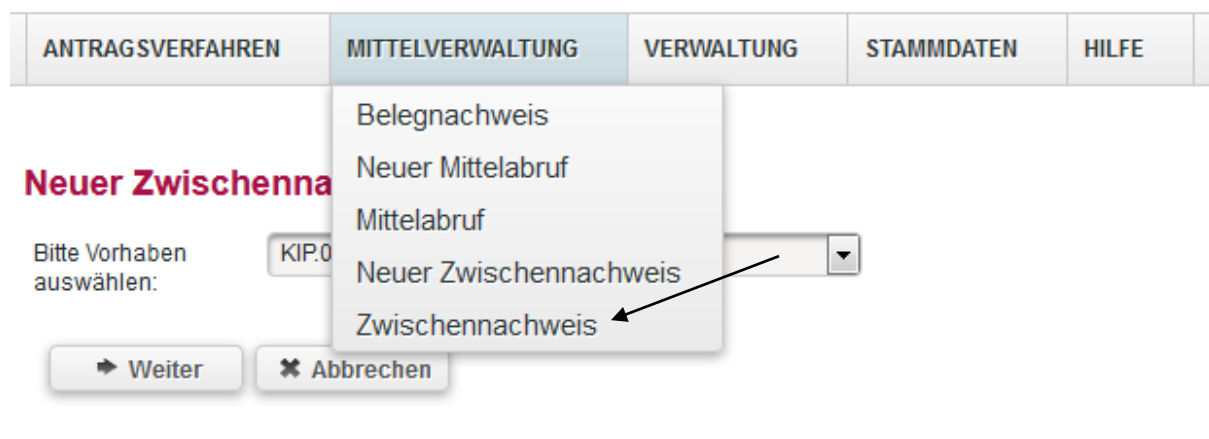 ANTRAGSVERFAHREN MITTELVERWALTUNG VERWALTUNG STAMMDATEN HILFE
Belegnachweis
Neuer Mittelabruf
Mittelabruf
Neuer Zwischennachweis
Zwischennachweis
Neuer Zwischenna
Bitte Vorhaben
auswählen:
KIP.0
Weiter Abbrechen